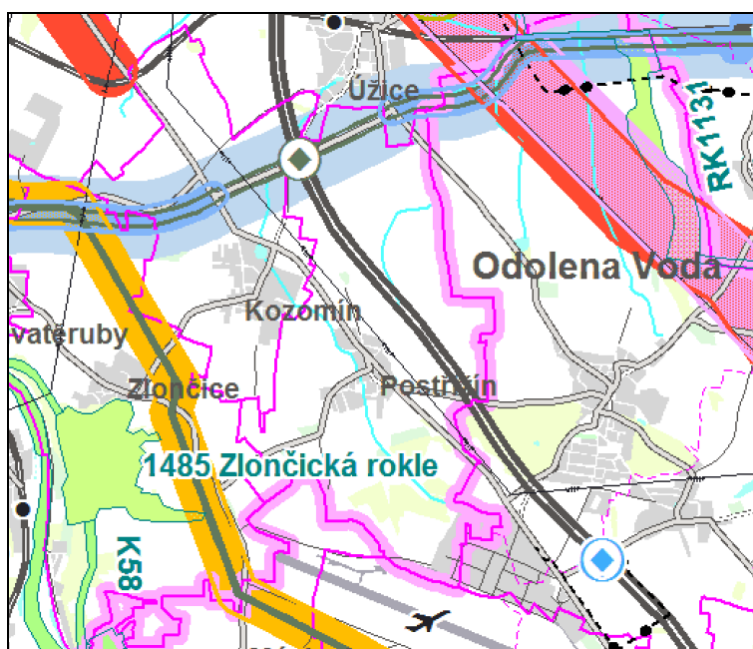 Úžice
RK1131
Odolena Voda
Kozomín
vateruby
Zlončice
Postřižín
1485 Zlončická rokle
K58